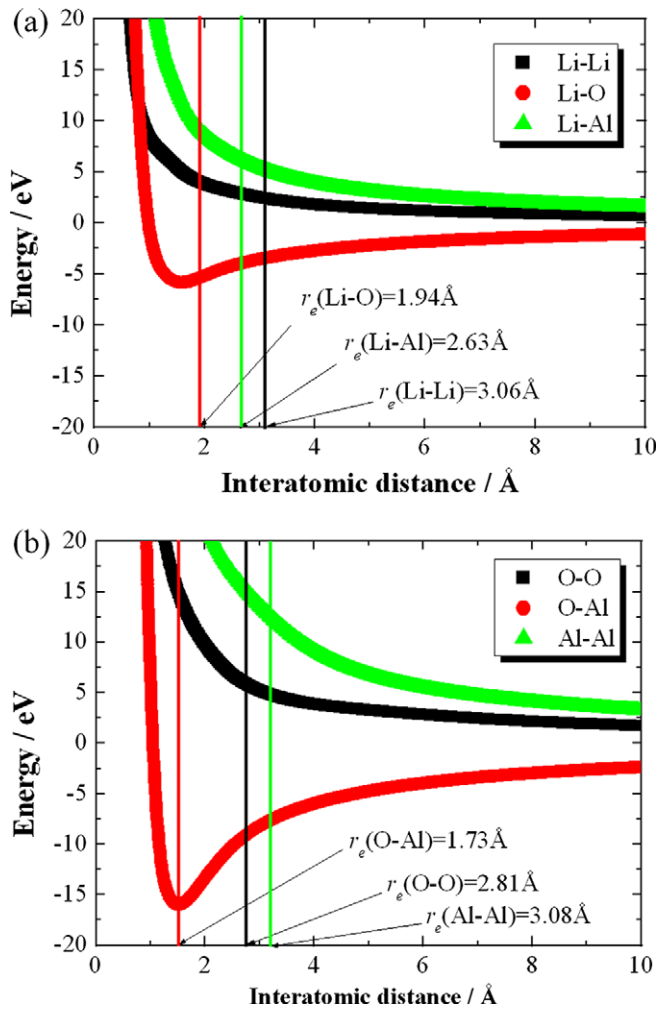 (a)
Energy / eV
20
15
10
5
0
-5
-10
-15
-20
Li-Li
Li-O
Li-Al
re(Li-O)=1.94Å
re(Li-Al)=2.63Å
re(Li-Li)=3.06Å
0 2 4 6 8 10
Interatomic distance / Å
(b)
Energy / eV
20
15
10
5
0
-5
-10
-15
-20
O-O
O-Al
Al-Al
re(O-Al)=1.73Å
re(O-O)=2.81Å
re(Al-Al)=3.08Å
0 2 4 6 8 10
Interatomic distance / Å